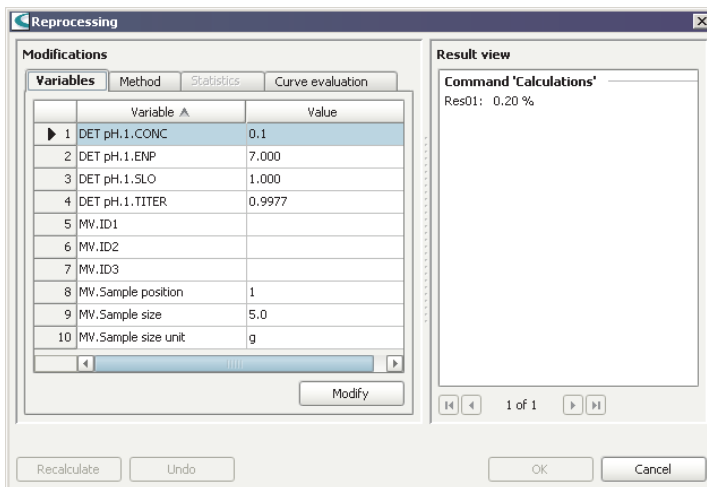 Reprocessing
Modifications
Variables Method Statistics Curve evaluation
Variable Value
1 DET pH.1.CONC 0.1
2 DET pH.1.ENP 7.000
3 DET pH.1.SLO 1.000
4 DET pH.1.TITER 0.9977
5 MV.ID1
6 MV.ID2
7 MV.ID3
8 MV.Sample position 1
9 MV.Sample size 5.0
10 MV.Sample size unit g
Modify
Result view
Command 'Calculations'
Res01: 0.20 %
1 of 1
Recalculate Undo OK Cancel